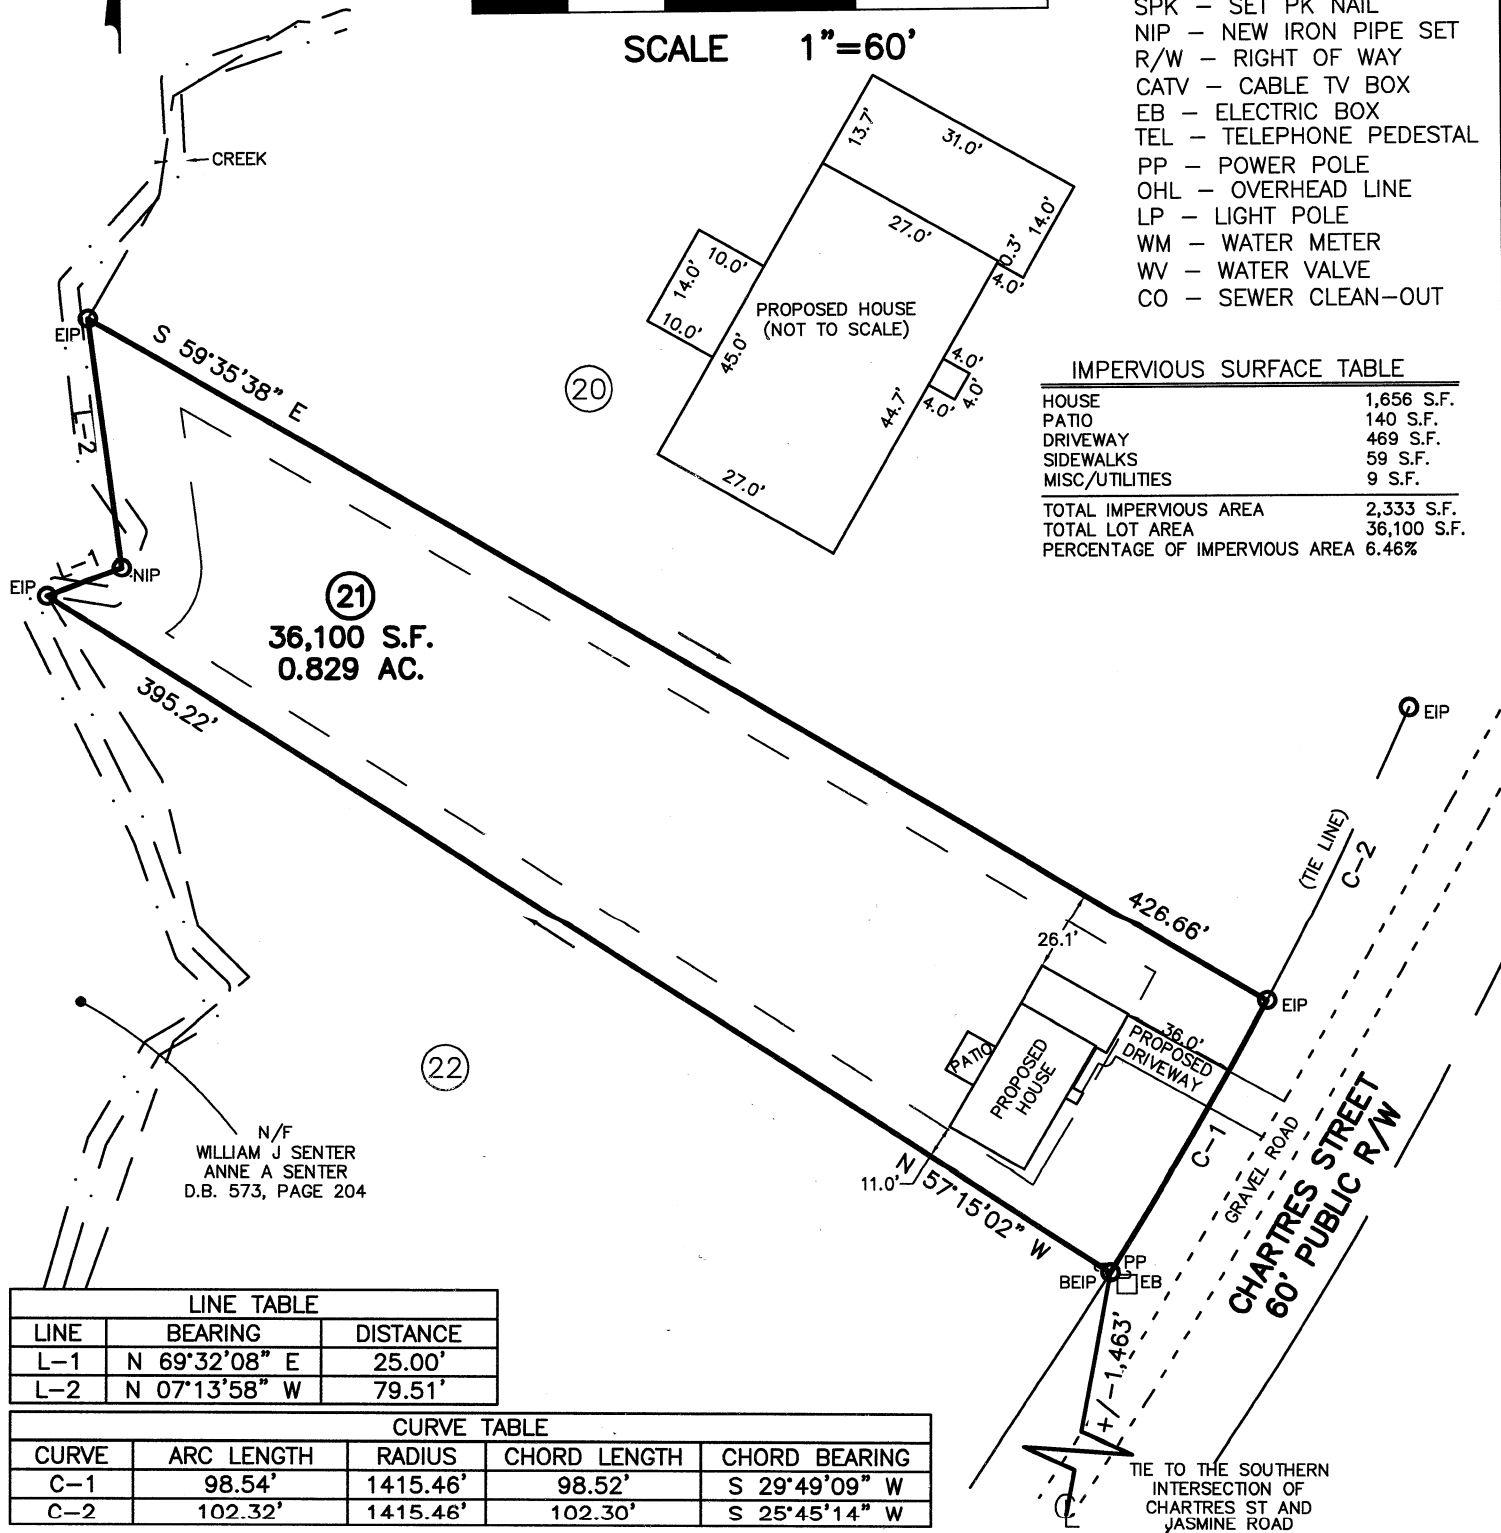 SCALE 1"=60'
SPK – SET PK NAIL
NIP – NEW IRON PIPE SET
R/W – RIGHT OF WAY
CATV – CABLE TV BOX
EB – ELECTRIC BOX
TEL – TELEPHONE PEDESTAL
PP – POWER POLE
OHL – OVERHEAD LINE
LP – LIGHT POLE
WM – WATER METER
WV – WATER VALVE
CO – SEWER CLEAN-OUT
CREEK
13.7'
31.0'
14.0'
27.0'
0.3'
4.0'
10.0'
14.0'
10.0'
PROPOSED HOUSE
(NOT TO SCALE)
45.0'
4.0'
4.0'
4.0'
44.7'
27.0'
20
IMPERVIOUS SURFACE TABLE
HOUSE 1,656 S.F.
PATIO 140 S.F.
DRIVEWAY 469 S.F.
SIDEWALKS 59 S.F.
MISC/UTILITIES 9 S.F.
TOTAL IMPERVIOUS AREA 2,333 S.F.
TOTAL LOT AREA 36,100 S.F.
PERCENTAGE OF IMPERVIOUS AREA 6.46%
EIP
S 59°35'38" E
L-2
L-1
NIP
EIP
21
36,100 S.F.
0.829 AC.
395.22'
EIP
(TIE LINE)
C-2
426.66'
26.1'
EIP
36.0'
PROPOSED
DRIVEWAY
PATIO
PROPOSED
HOUSE
C-1
GRAVEL ROAD
CHARTRES STREET
60' PUBLIC R/W
22
N/F
WILLIAM J SENTER
ANNE A SENTER
D.B. 573, PAGE 204
11.0'
N 57°15'02" W
PP
BEIP
EB
+/-1,463'
TIE TO THE SOUTHERN
INTERSECTION OF
CHARTRES ST AND
JASMINE ROAD
LINE TABLE
LINE BEARING DISTANCE
L-1 N 69°32'08" E 25.00'
L-2 N 07°13'58" W 79.51'
CURVE TABLE
CURVE ARC LENGTH RADIUS CHORD LENGTH CHORD BEARING
C-1 98.54' 1415.46' 98.52' S 29°49'09" W
C-2 102.32' 1415.46' 102.30' S 25°45'14" W